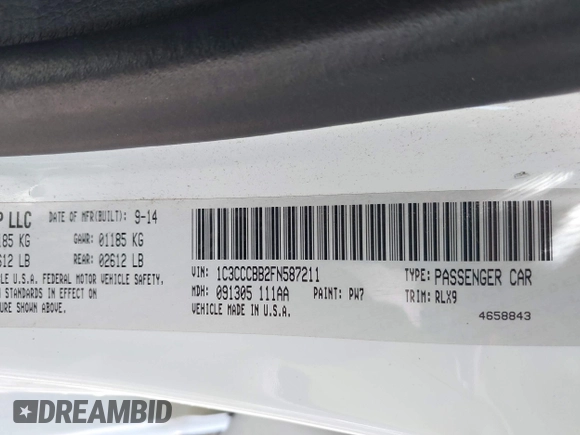 P LLC DATE OF MFR(BUILT): 9-14
185 KG GAWR: 01185 KG
2612 LB REAR: 02612 LB
LE U.S.A. FEDERAL MOTOR VEHICLE SAFETY,
N STANDARDS IN EFFECT ON
URE SHOWN ABOVE.
VIN: 1C3CCCBB2FN587211 TYPE: PASSENGER CAR
MDH: 091305 111AA PAINT: PW7 TRIM: RLX9
VEHICLE MADE IN U.S.A. 4658843
DREAMBID